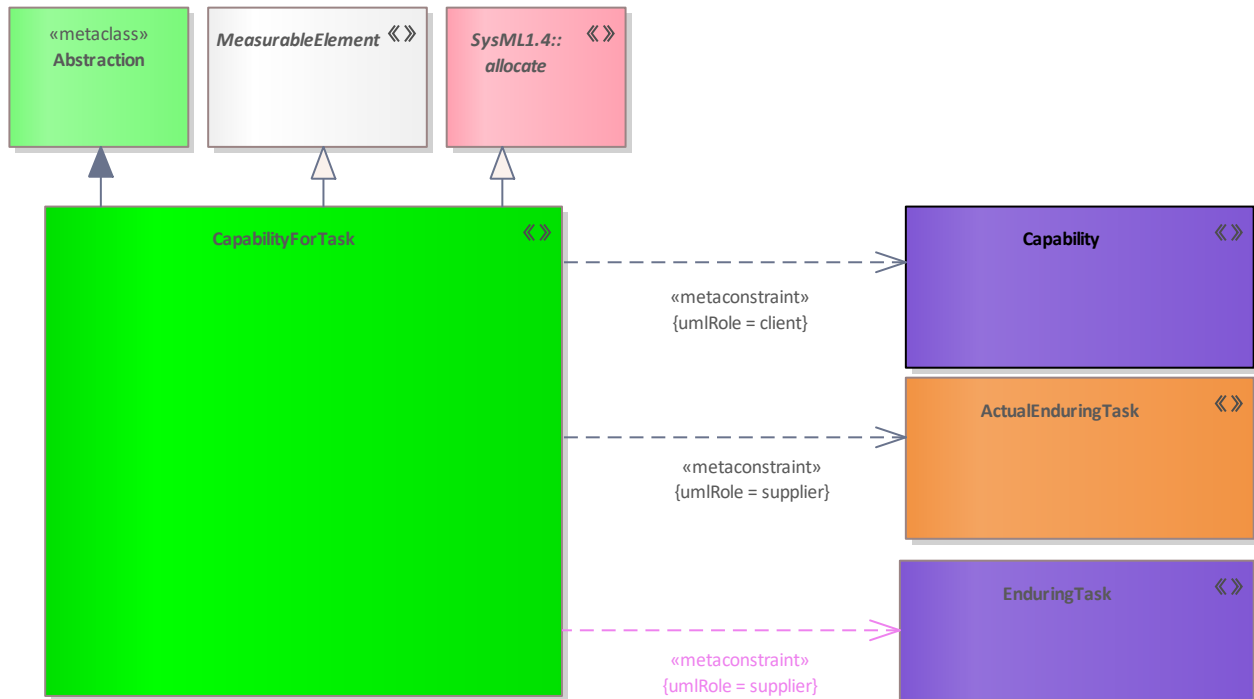 «metaclass»
Abstraction
MeasurableElement «»
SysML1.4:: «»
allocate
CapabilityForTask «»
Capability «»
«metaconstraint»
{umlRole = client}
ActualEnduringTask «»
«metaconstraint»
{umlRole = supplier}
EnduringTask «»
«metaconstraint»
{umlRole = supplier}